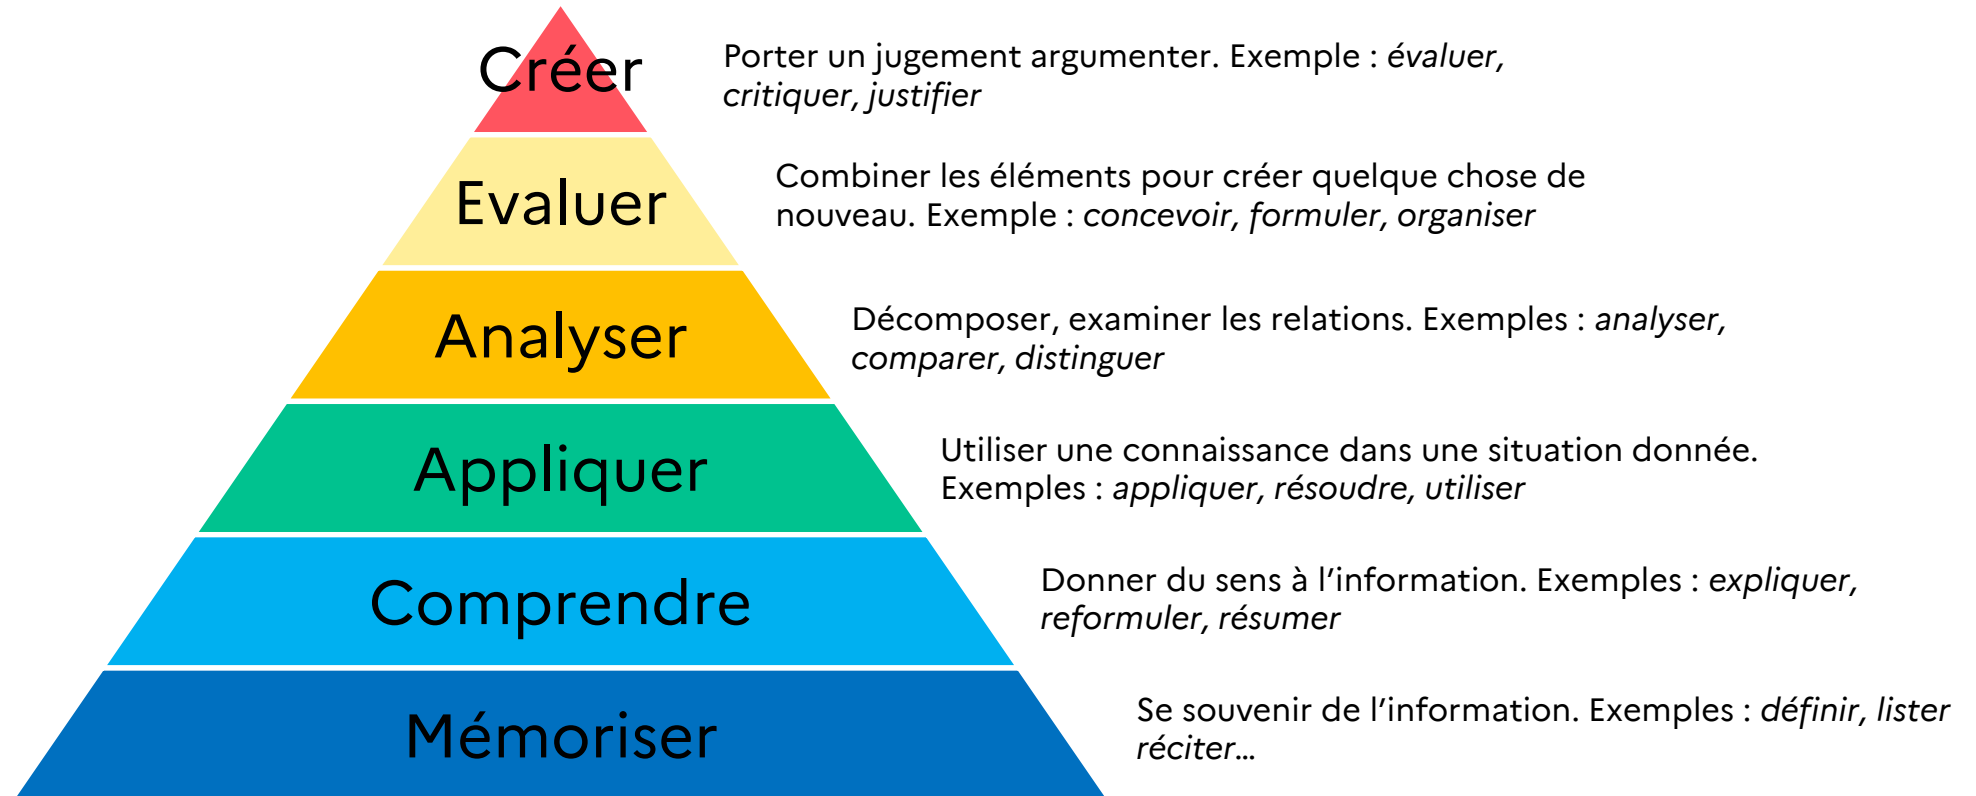 Créer
Porter un jugement argumenter. Exemple : évaluer,
critiquer, justifier
Evaluer
Combiner les éléments pour créer quelque chose de
nouveau. Exemple : concevoir, formuler, organiser
Analyser
Décomposer, examiner les relations. Exemples : analyser,
comparer, distinguer
Appliquer
Utiliser une connaissance dans une situation donnée.
Exemples : appliquer, résoudre, utiliser
Comprendre
Donner du sens à l’information. Exemples : expliquer,
reformuler, résumer
Mémoriser
Se souvenir de l’information. Exemples : définir, lister
réciter…